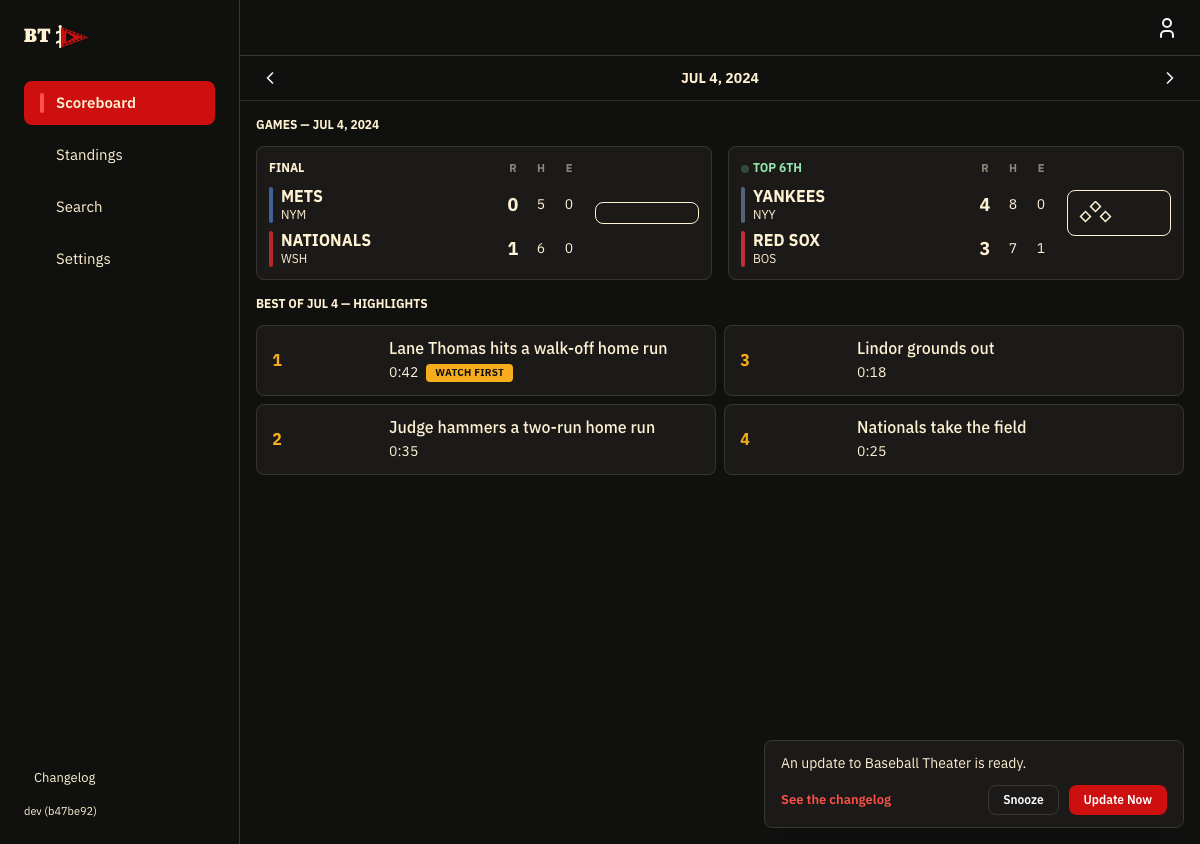 BT
Scoreboard
Standings
Search
Settings
Changelog
dev (b47be92)
JUL 4, 2024
GAMES — JUL 4, 2024
FINAL R H E
METS
NYM
0 5 0
NATIONALS
WSH
1 6 0
TOP 6TH R H E
YANKEES
NYY
4 8 0
RED SOX
BOS
3 7 1
BEST OF JUL 4 — HIGHLIGHTS
1
Lane Thomas hits a walk-off home run
0:42 WATCH FIRST
2
Judge hammers a two-run home run
0:35
3
Lindor grounds out
0:18
4
Nationals take the field
0:25
An update to Baseball Theater is ready.
See the changelog Snooze Update Now